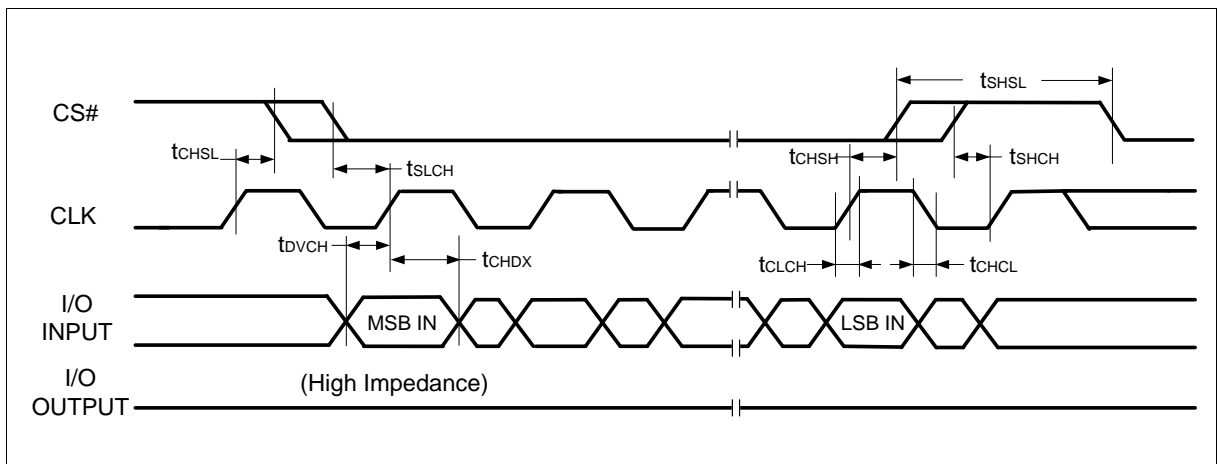 tSHSL
CS#
tCHSL
tSLCH
tCHSH
tSHCH
CLK
tDVCH
tCHDX
tCLCH
tCHCL
I/O
INPUT
MSB IN
LSB IN
I/O
OUTPUT
(High Impedance)